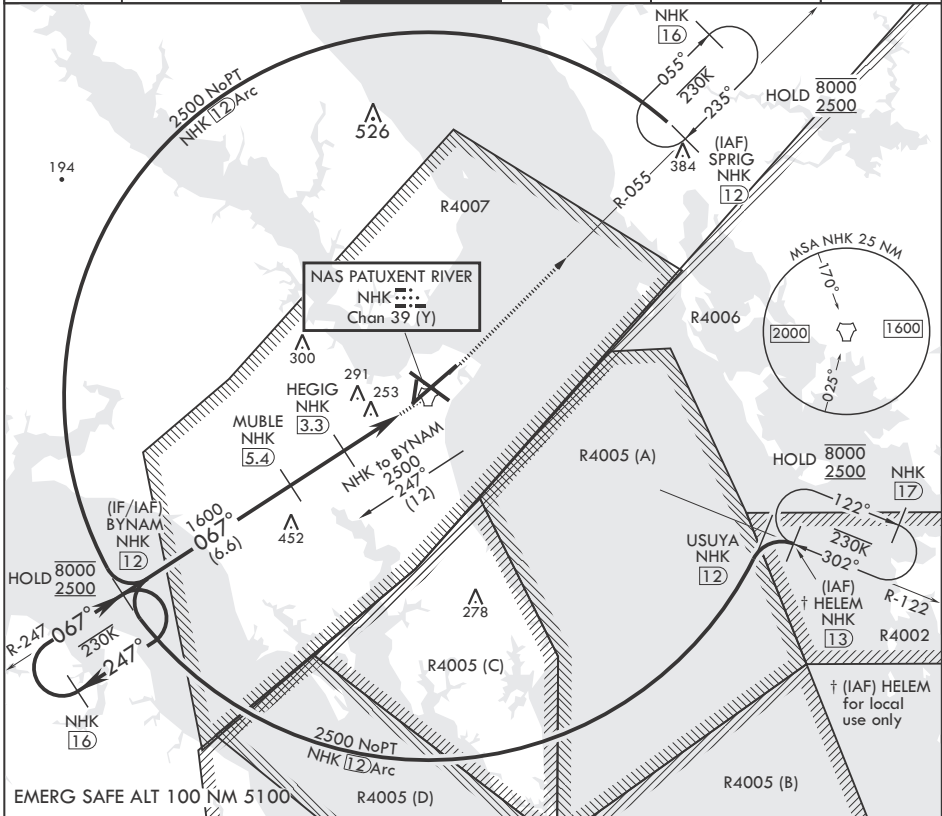 NHK
16
055°
230K
235°
HOLD 8000
2500
2500 NoPT
NHK 12 Arc
526
194
384
(IAF)
SPRIG
NHK
12
R-055
R4007
MSA NHK 25 NM
170°
2000
1600
025°
NAS PATUXENT RIVER
NHK
Chan 39 (Y)
R4006
300
291
253
HEGIG
NHK
3.3
MUBLE
NHK
5.4
NHK to BYNAM
2500
247°
(12)
R4005 (A)
HOLD 8000
2500
NHK
17
122°
230K
302°
R-122
(IF/IAF)
BYNAM
NHK
12
1600
067°
(6.6)
452
USUYA
NHK
12
(IAF)
† HELEM
NHK
13
R4002
HOLD 8000
2500
R-247
067°
230K
247°
NHK
16
278
R4005 (C)
† (IAF) HELEM
for local
use only
2500 NoPT
NHK 12 Arc
R4005 (B)
R4005 (D)
EMERG SAFE ALT 100 NM 5100